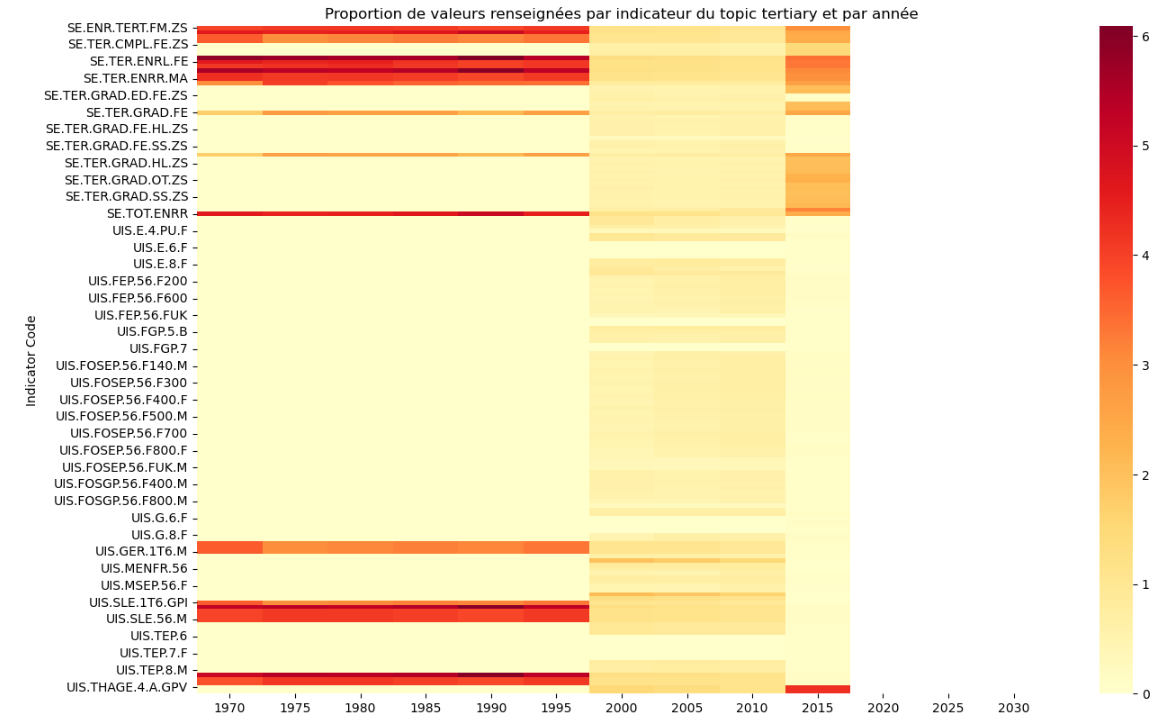 Proportion de valeurs renseignées par indicateur du topic tertiary et par année
SE.ENR.TERT.FM.ZS
SE.TER.CMPL.FE.ZS
SE.TER.ENRL.FE
SE.TER.ENRR.MA
SE.TER.GRAD.ED.FE.ZS
SE.TER.GRAD.FE
SE.TER.GRAD.FE.HL.ZS
SE.TER.GRAD.FE.SS.ZS
SE.TER.GRAD.HL.ZS
SE.TER.GRAD.OT.ZS
SE.TER.GRAD.SS.ZS
SE.TOT.ENRR
UIS.E.4.PU.F
UIS.E.6.F
UIS.E.8.F
UIS.FEP.56.F200
UIS.FEP.56.F600
UIS.FEP.56.FUK
UIS.FGP.5.B
UIS.FGP.7
UIS.FOSEP.56.F140.M
UIS.FOSEP.56.F300
UIS.FOSEP.56.F400.F
UIS.FOSEP.56.F500.M
UIS.FOSEP.56.F700
UIS.FOSEP.56.F800.F
UIS.FOSEP.56.FUK.M
UIS.FOSGP.56.F400.M
UIS.FOSGP.56.F800.M
UIS.G.6.F
UIS.G.8.F
UIS.GER.1T6.M
UIS.MENFR.56
UIS.MSEP.56.F
UIS.SLE.1T6.GPI
UIS.SLE.56.M
UIS.TEP.6
UIS.TEP.7.F
UIS.TEP.8.M
UIS.THAGE.4.A.GPV
Indicator Code
1970 1975 1980 1985 1990 1995 2000 2005 2010 2015 2020 2025 2030
6
5
4
3
2
1
0